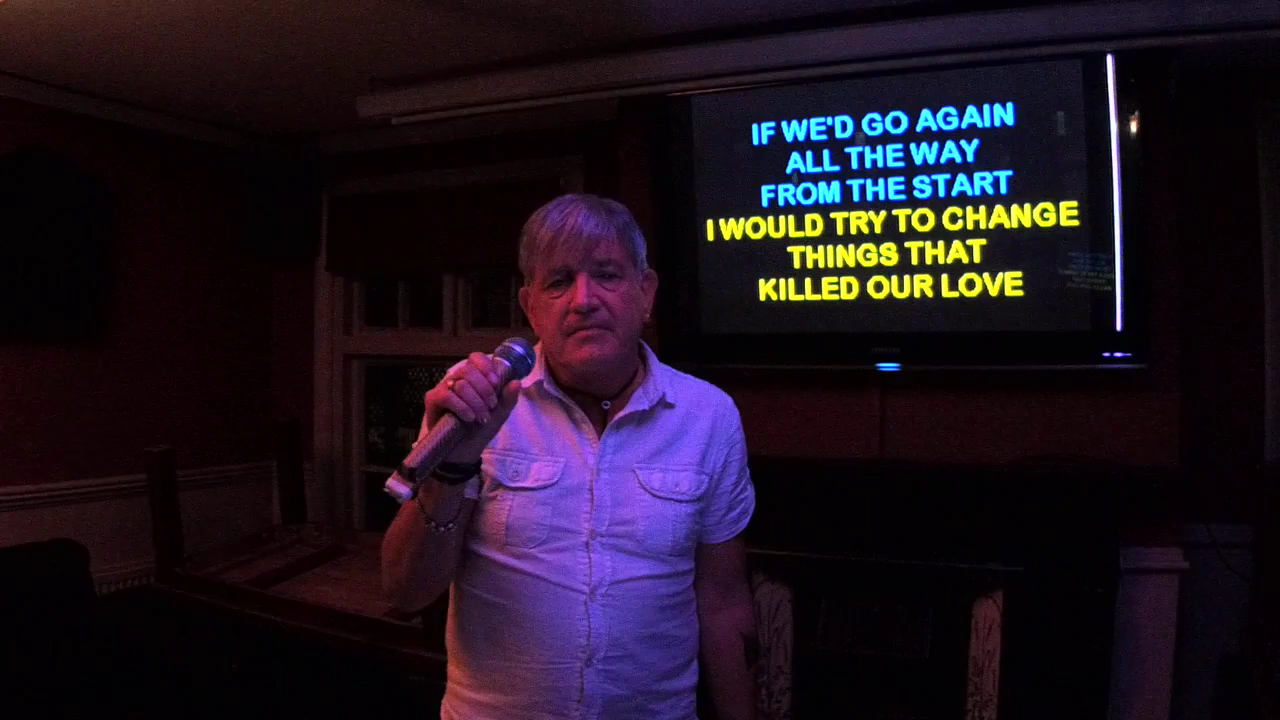 IF WE'D GO AGAIN
ALL THE WAY
FROM THE START
I WOULD TRY TO CHANGE
THINGS THAT
KILLED OUR LOVE